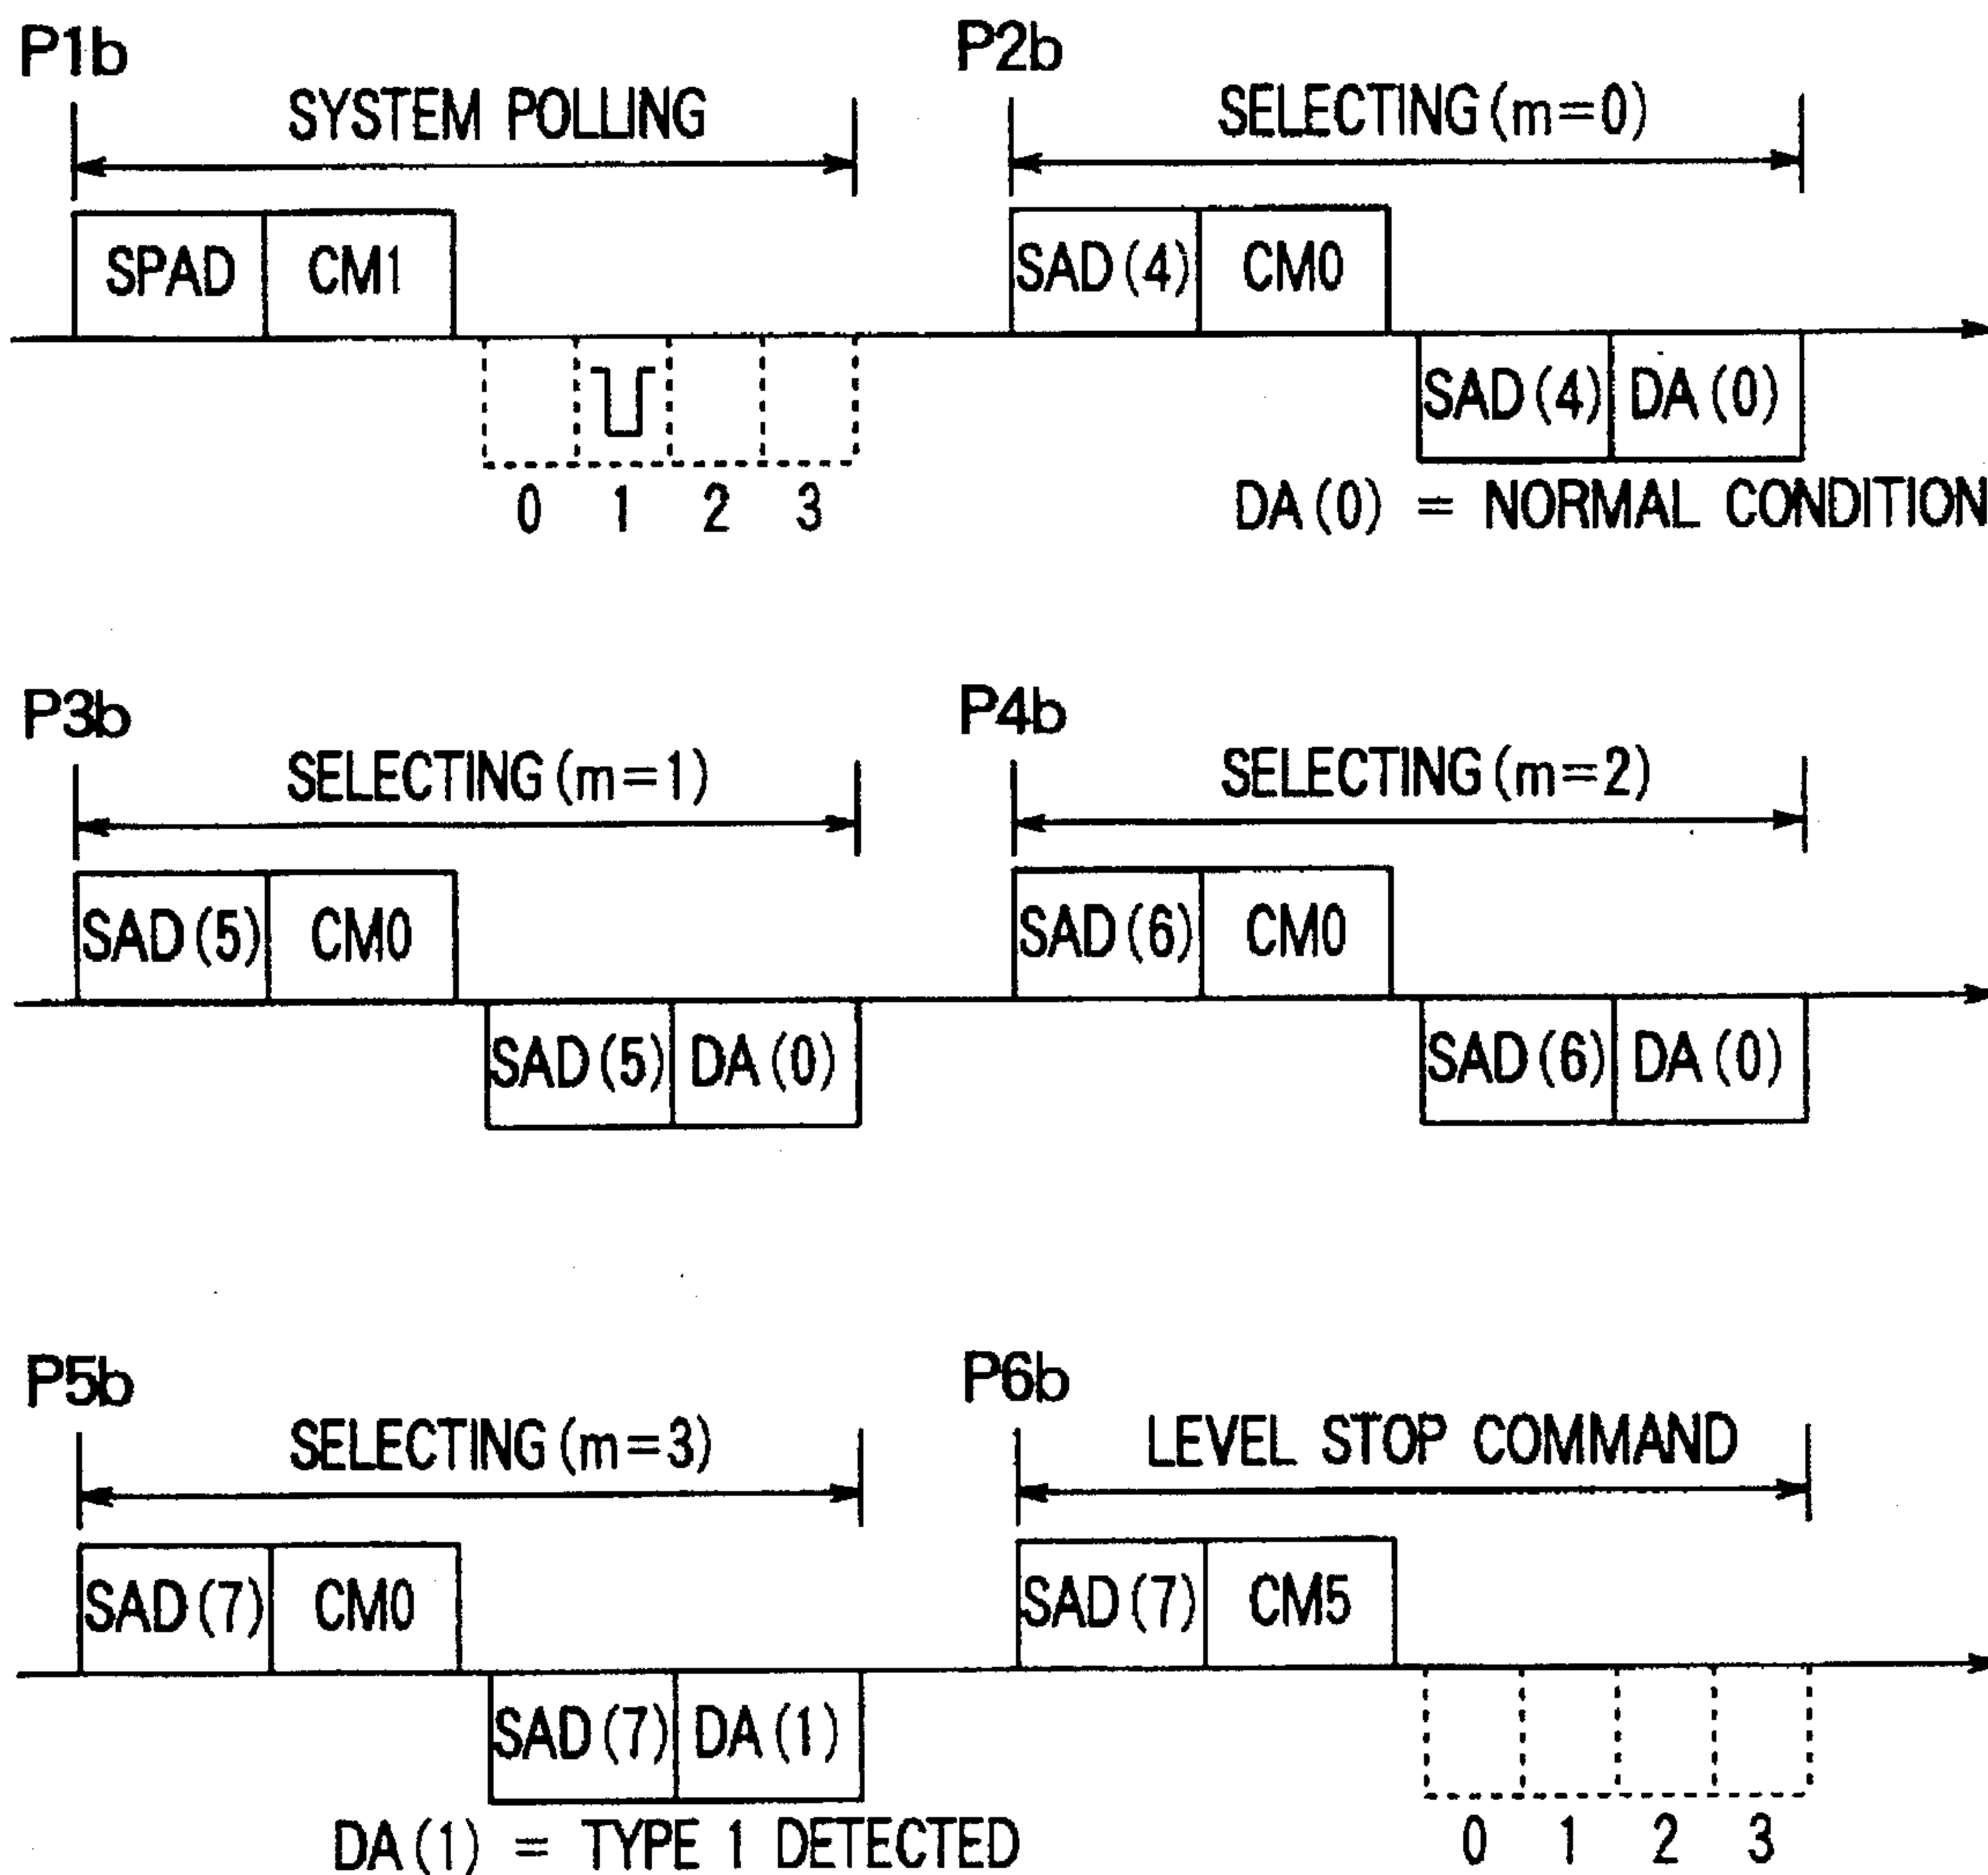 P1b
SYSTEM POLLING
SPAD CM1
0 1 2 3
P2b
SELECTING (m=0)
SAD(4) CM0
SAD(4) DA(0)
DA(0) = NORMAL CONDITION
P3b
SELECTING (m=1)
SAD(5) CM0
SAD(5) DA(0)
P4b
SELECTING (m=2)
SAD(6) CM0
SAD(6) DA(0)
P5b
SELECTING (m=3)
SAD(7) CM0
SAD(7) DA(1)
DA(1) = TYPE 1 DETECTED
P6b
LEVEL STOP COMMAND
SAD(7) CM5
0 1 2 3